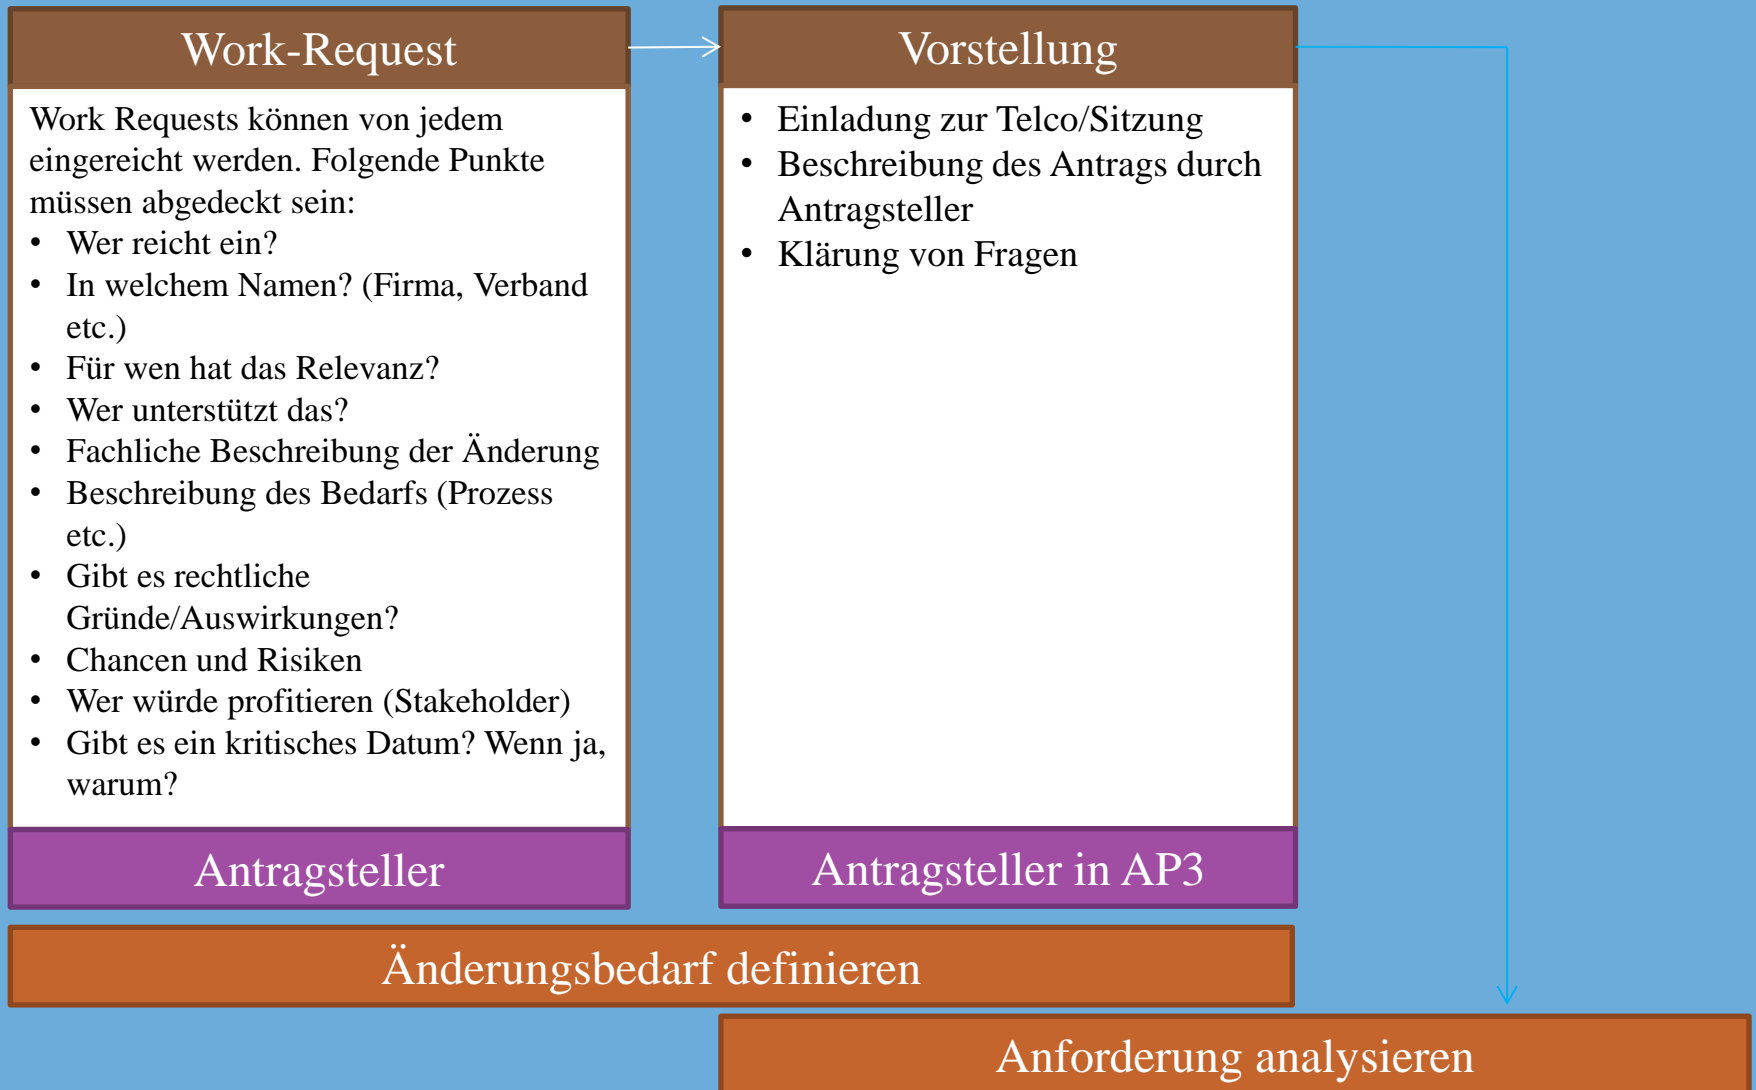 Work-Request
Work Requests können von jedem
eingereicht werden. Folgende Punkte
müssen abgedeckt sein:
• Wer reicht ein?
• In welchem Namen? (Firma, Verband
etc.)
• Für wen hat das Relevanz?
• Wer unterstützt das?
• Fachliche Beschreibung der Änderung
• Beschreibung des Bedarfs (Prozess
etc.)
• Gibt es rechtliche
Gründe/Auswirkungen?
• Chancen und Risiken
• Wer würde profitieren (Stakeholder)
• Gibt es ein kritisches Datum? Wenn ja,
warum?
Antragsteller
Vorstellung
• Einladung zur Telco/Sitzung
• Beschreibung des Antrags durch
Antragsteller
• Klärung von Fragen
Antragsteller in AP3
Änderungsbedarf definieren
Anforderung analysieren